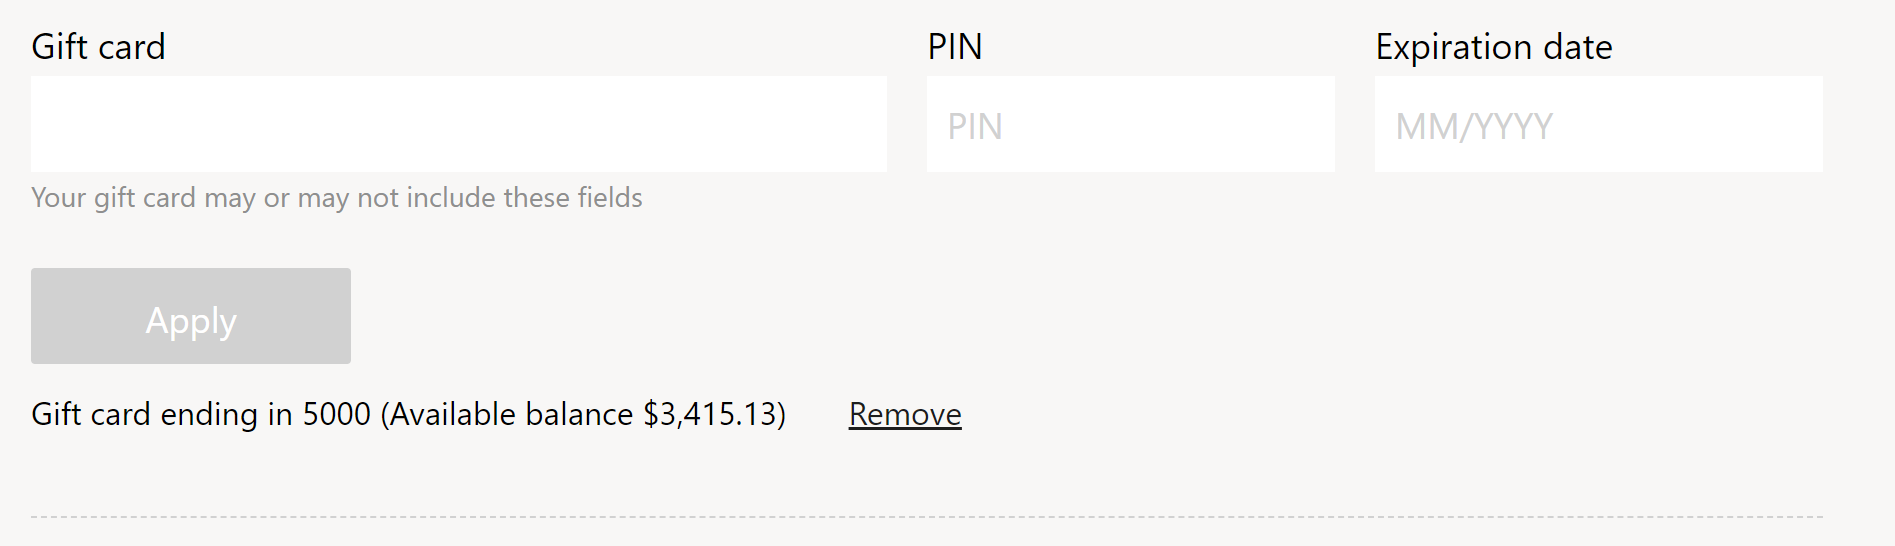 Gift card PIN Expiration date
PIN MM/YYYY
Your gift card may or may not include these fields
Apply
Gift card ending in 5000 (Available balance $3,415.13) Remove